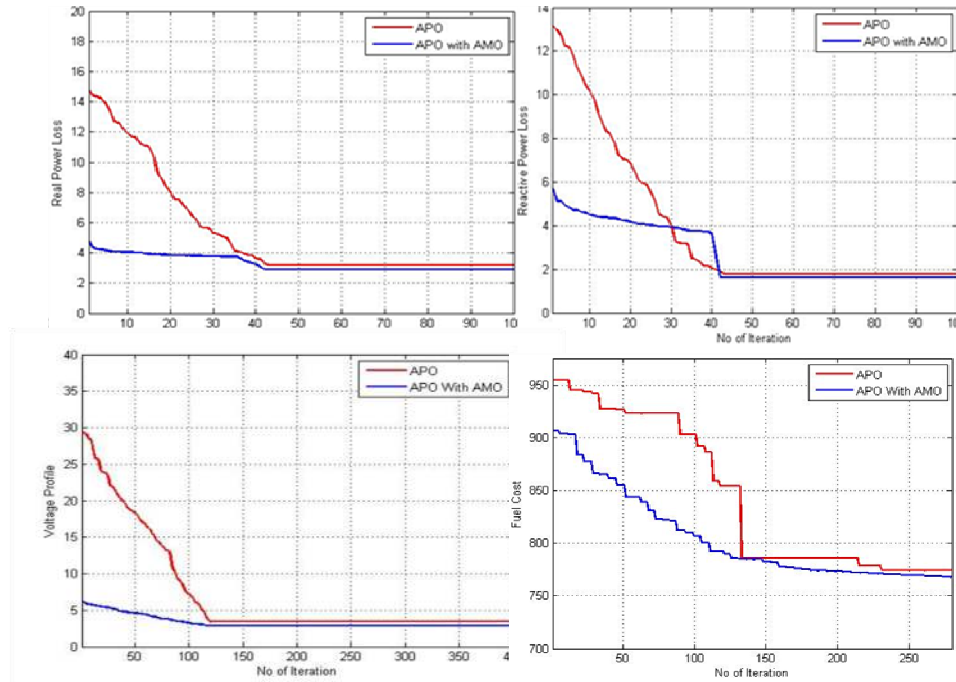 20
18
16
14
12
10
8
6
4
2
0
Real Power Loss
APO
APO with AMO
10 20 30 40 50 60 70 80 90 10
14
12
10
8
6
4
2
0
Reactive Power Loss
APO
APO with AMO
10 20 30 40 50 60 70 80 90 10
No of Iteration
40
35
30
25
20
15
10
5
0
Voltage Profile
APO
APO With AMO
50 100 150 200 250 300 350
No of Iteration
950
900
850
800
750
700
Fuel Cost
APO
APO With AMO
50 100 150 200 250
No of Iteration